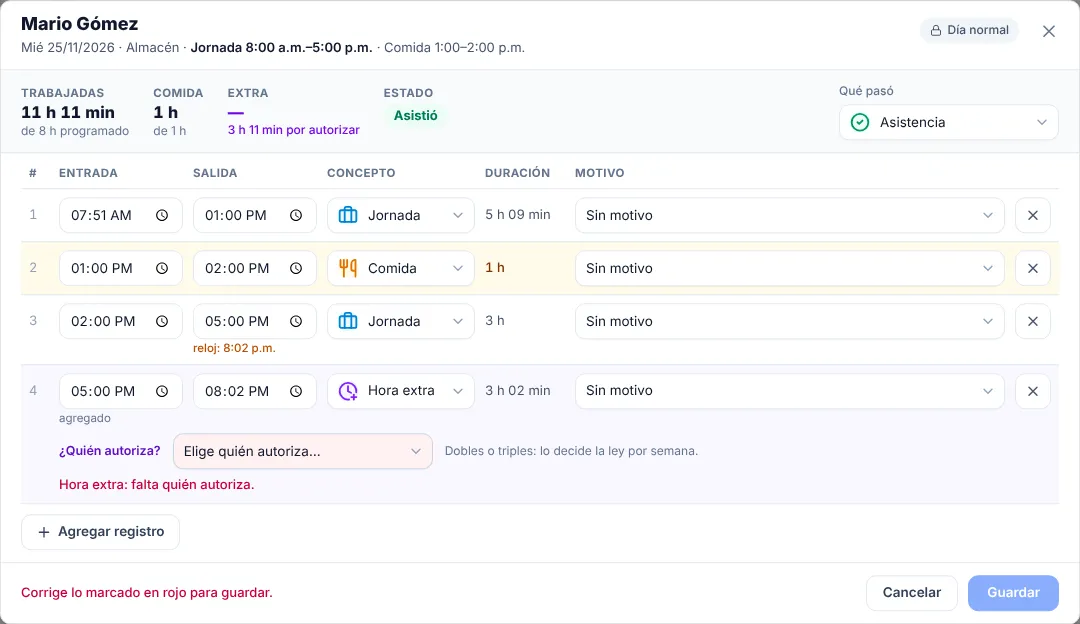 Mario Gómez
Mié 25/11/2026 · Almacén · Jornada 8:00 a.m.–5:00 p.m. · Comida 1:00–2:00 p.m.
Día normal
TRABAJADAS
11 h 11 min
de 8 h programado
COMIDA
1 h
de 1 h
EXTRA
—
3 h 11 min por autorizar
ESTADO
Asistió
Qué pasó
Asistencia
# ENTRADA SALIDA CONCEPTO DURACIÓN MOTIVO
1 07:51 AM 01:00 PM Jornada 5 h 09 min Sin motivo
2 01:00 PM 02:00 PM Comida 1 h Sin motivo
3 02:00 PM 05:00 PM Jornada 3 h Sin motivo
reloj: 8:02 p.m.
4 05:00 PM 08:02 PM Hora extra 3 h 02 min Sin motivo
agregado
¿Quién autoriza? Elige quién autoriza... Dobles o triples: lo decide la ley por semana.
Hora extra: falta quién autoriza.
+ Agregar registro
Corrige lo marcado en rojo para guardar.
Cancelar
Guardar